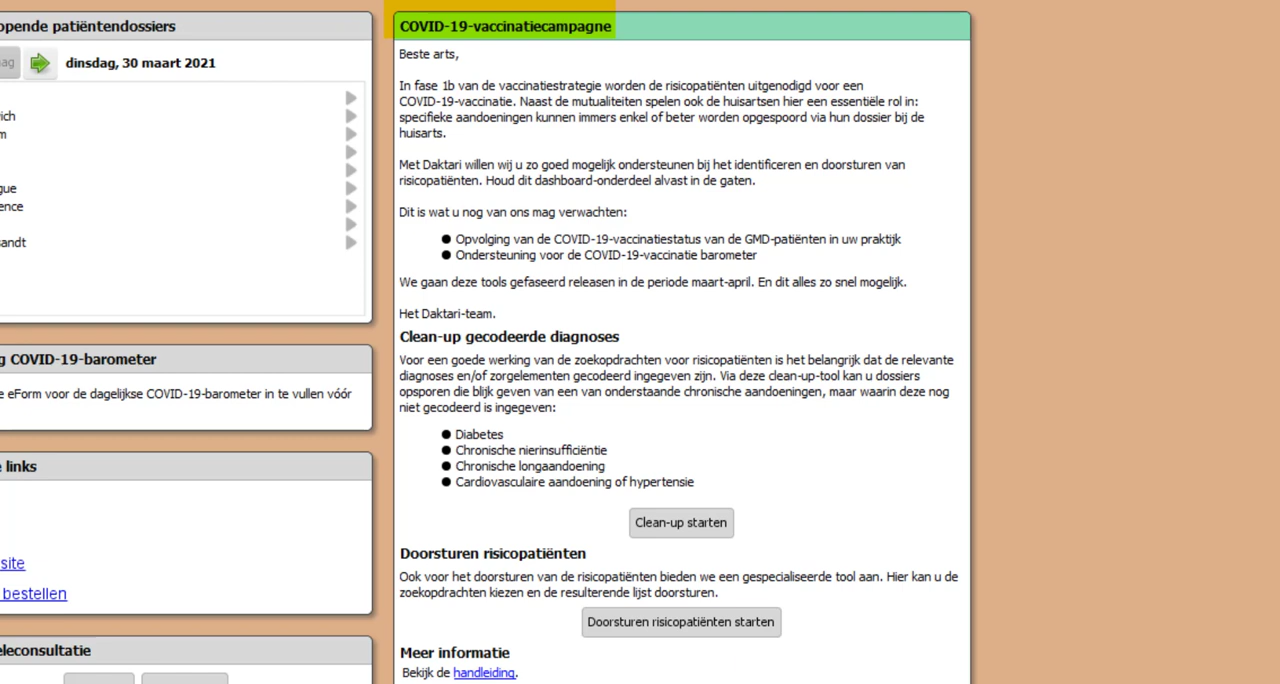 opende patiëntendossiers
ag
dinsdag, 30 maart 2021
ich
m
gue
ence
sandt
g COVID-19-barometer
e eForm voor de dagelijkse COVID-19-barometer in te vullen vóór
e links
site
bestellen
eleconsultatie
COVID-19-vaccinatiecampagne
Beste arts,
In fase 1b van de vaccinatiestrategie worden de risicopatiënten uitgenodigd voor een
COVID-19-vaccinatie. Naast de mutualiteiten spelen ook de huisartsen hier een essentiële rol in:
specifieke aandoeningen kunnen immers enkel of beter worden opgespoord via hun dossier bij de
huisarts.
Met Daktari willen wij u zo goed mogelijk ondersteunen bij het identificeren en doorsturen van
risicopatiënten. Houd dit dashboard-onderdeel alvast in de gaten.
Dit is wat u nog van ons mag verwachten:
● Opvolging van de COVID-19-vaccinatiestatus van de GMD-patiënten in uw praktijk
● Ondersteuning voor de COVID-19-vaccinatie barometer
We gaan deze tools gefaseerd releasen in de periode maart-april. En dit alles zo snel mogelijk.
Het Daktari-team.
Clean-up gecodeerde diagnoses
Voor een goede werking van de zoekopdrachten voor risicopatiënten is het belangrijk dat de relevante
diagnoses en/of zorgelementen gecodeerd ingegeven zijn. Via deze clean-up-tool kan u dossiers
opsporen die blijk geven van een van onderstaande chronische aandoeningen, maar waarin deze nog
niet gecodeerd is ingegeven:
● Diabetes
● Chronische nierinsufficiëntie
● Chronische longaandoening
● Cardiovasculaire aandoening of hypertensie
Clean-up starten
Doorsturen risicopatiënten
Ook voor het doorsturen van de risicopatiënten bieden we een gespecialiseerde tool aan. Hier kan u de
zoekopdrachten kiezen en de resulterende lijst doorsturen.
Doorsturen risicopatiënten starten
Meer informatie
Bekijk de handleiding.